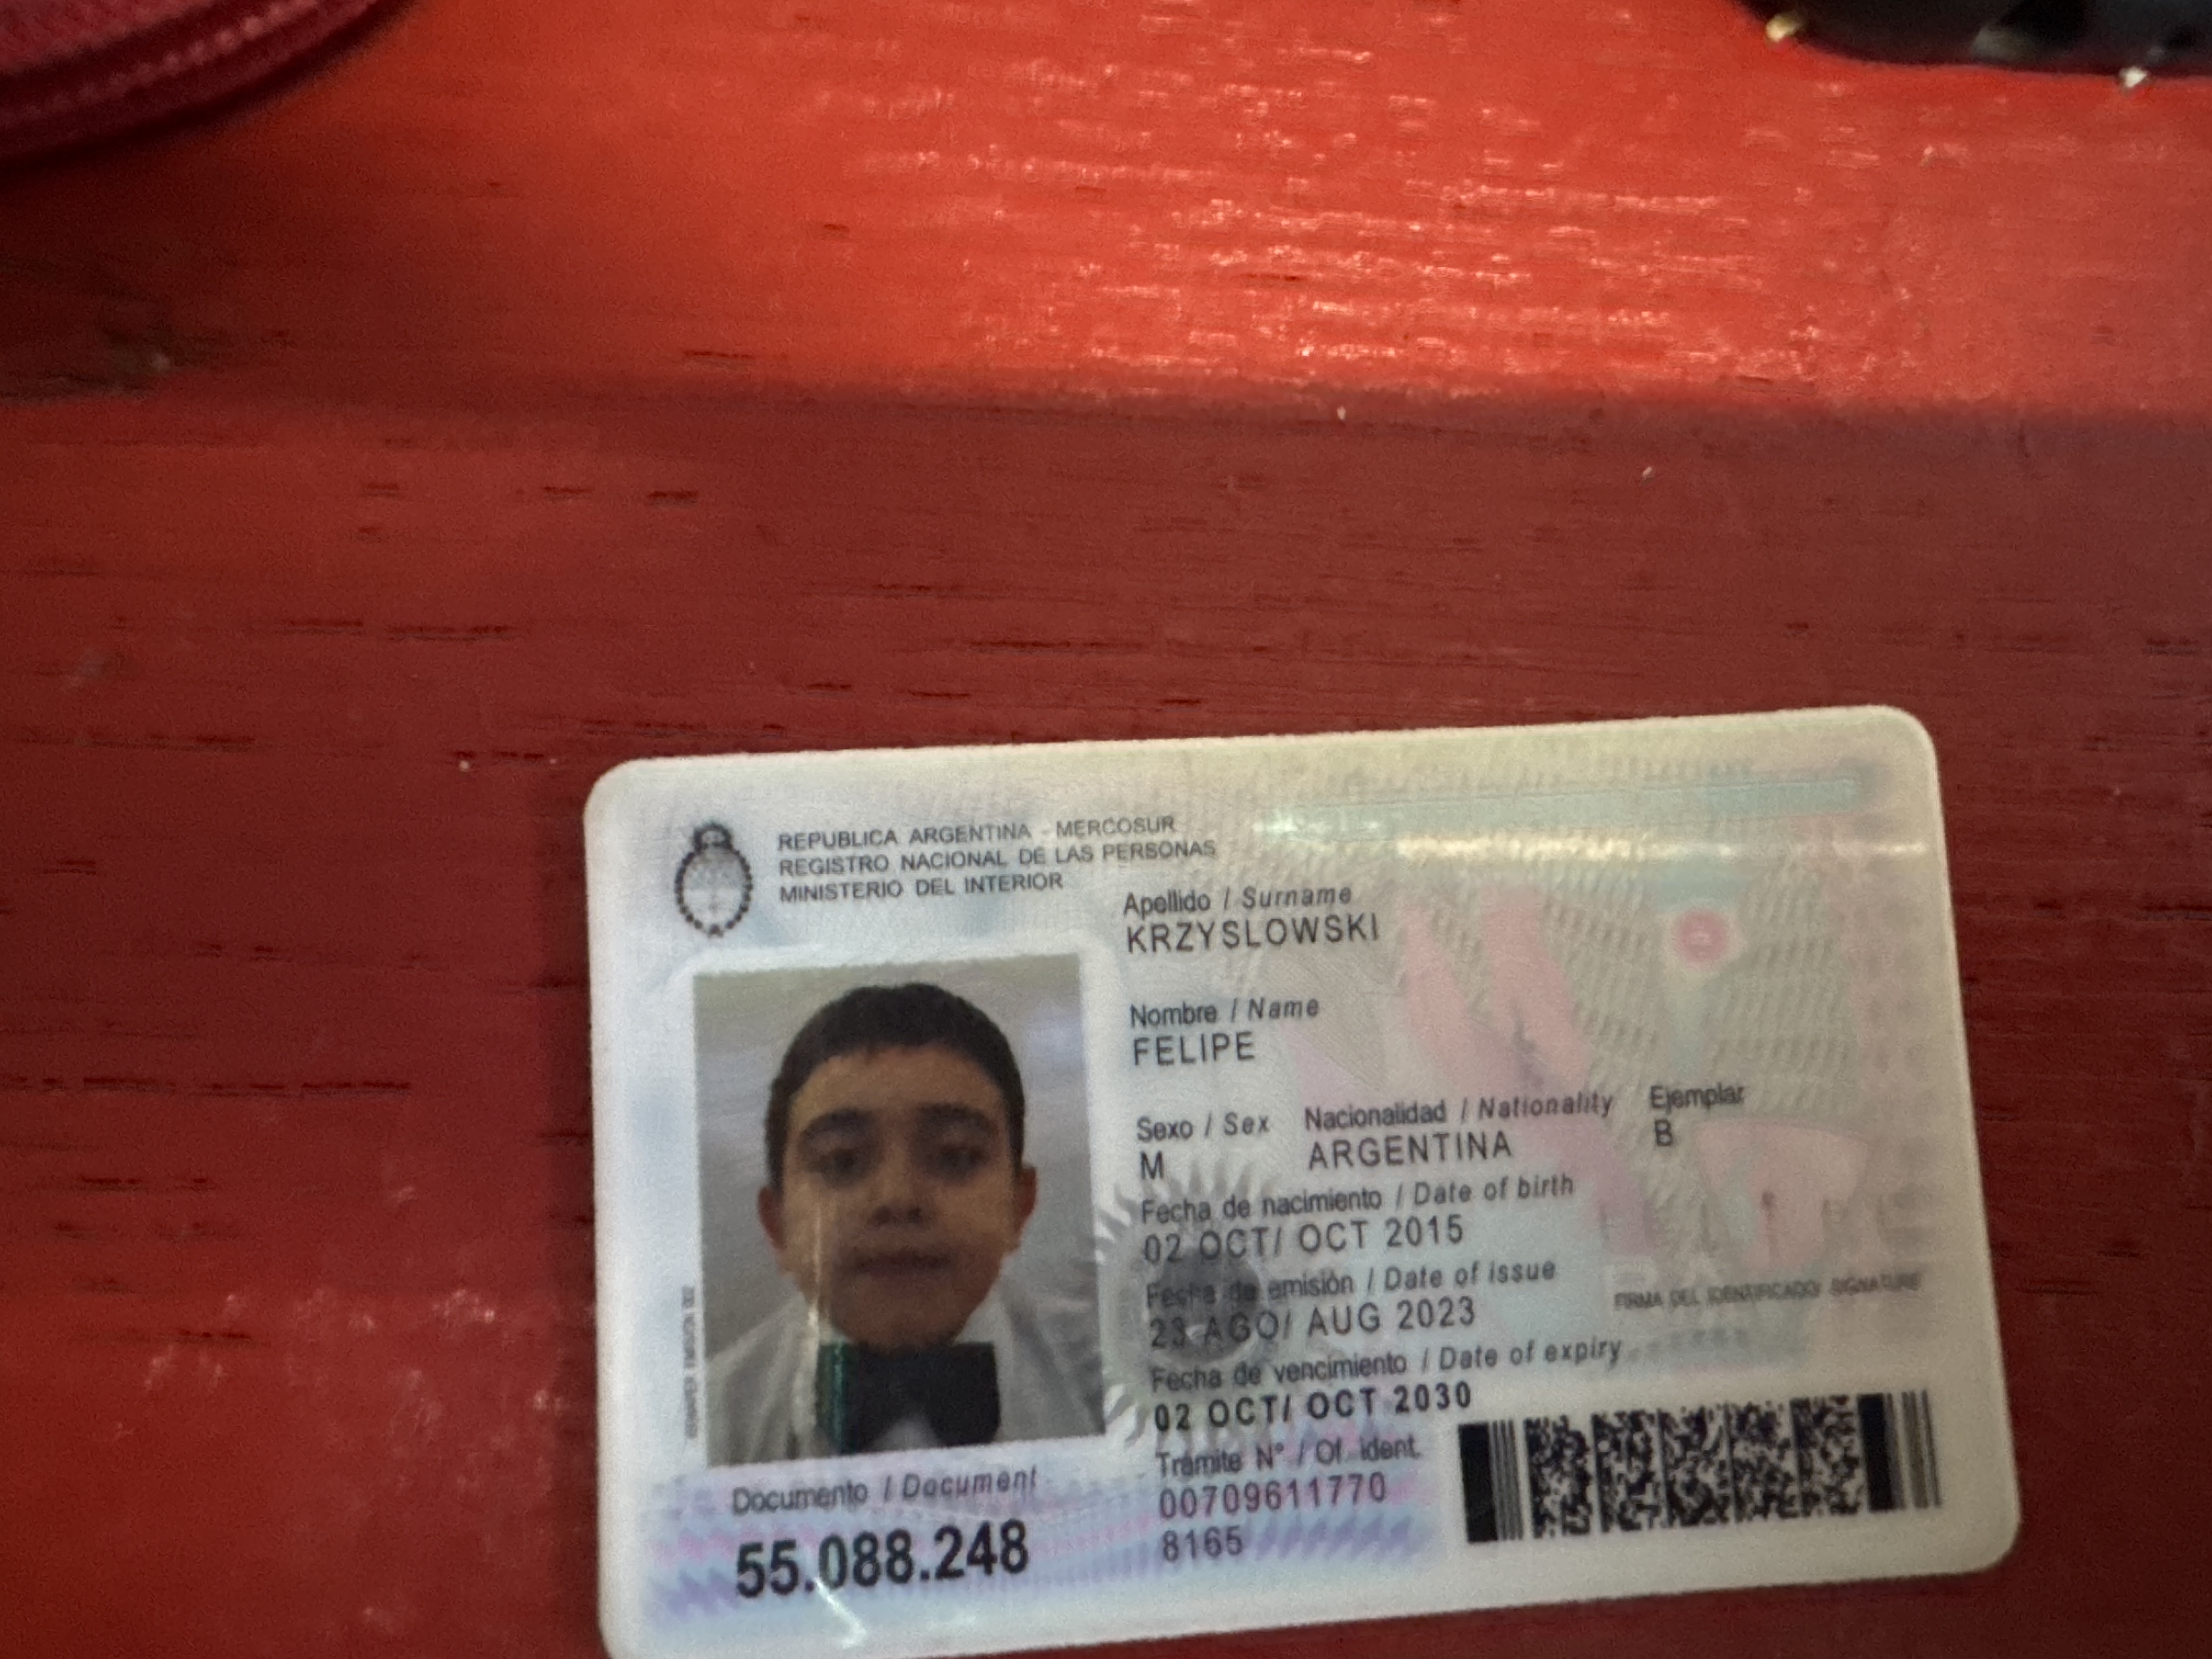 REPUBLICA ARGENTINA - MERCOSUR
REGISTRO NACIONAL DE LAS PERSONAS
MINISTERIO DEL INTERIOR
Apellido / Surname
KRZYSLOWSKI
Nombre / Name
FELIPE
Sexo / Sex Nacionalidad / Nationality Ejemplar
M ARGENTINA B
Fecha de nacimiento / Date of birth
02 OCT/ OCT 2015
Fecha de emisión / Date of issue
23 AGO/ AUG 2023
Fecha de vencimiento / Date of expiry
02 OCT/ OCT 2030
FIRMA DEL IDENTIFICADO SIGNATURE
Trámite N° / Of. ident.
00709611770
8165
Documento / Document
55.088.248